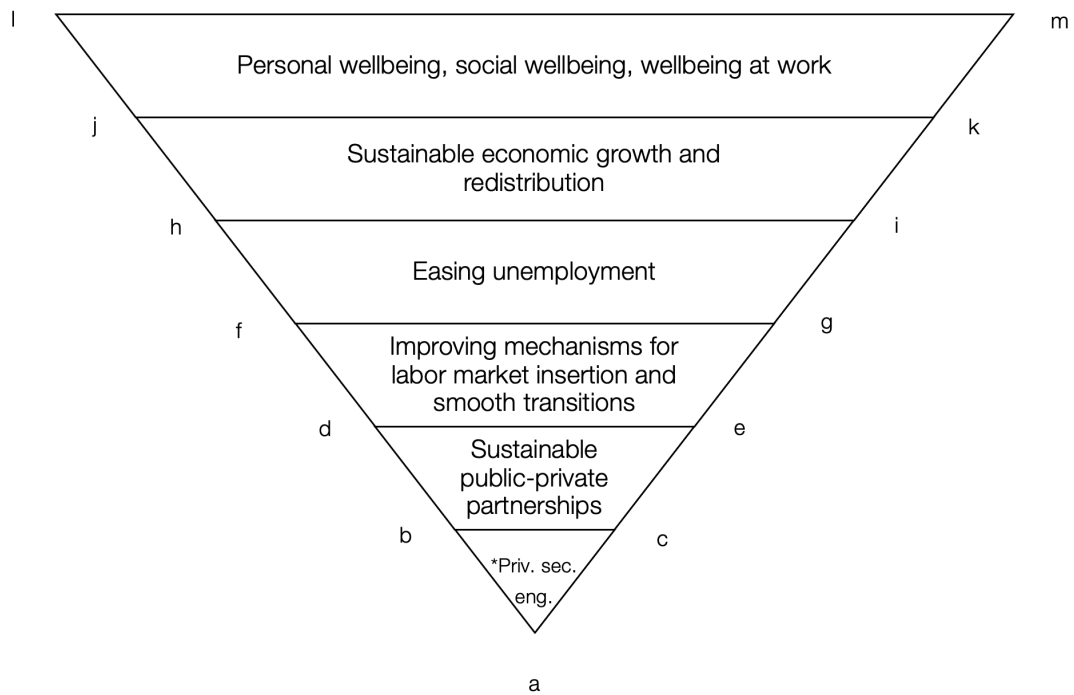 l
m
Personal wellbeing, social wellbeing, wellbeing at work
j
k
Sustainable economic growth and
redistribution
h
i
Easing unemployment
f
g
Improving mechanisms for
labor market insertion and
smooth transitions
d
e
Sustainable
public-private
partnerships
b
c
*Priv. sec.
eng.
a